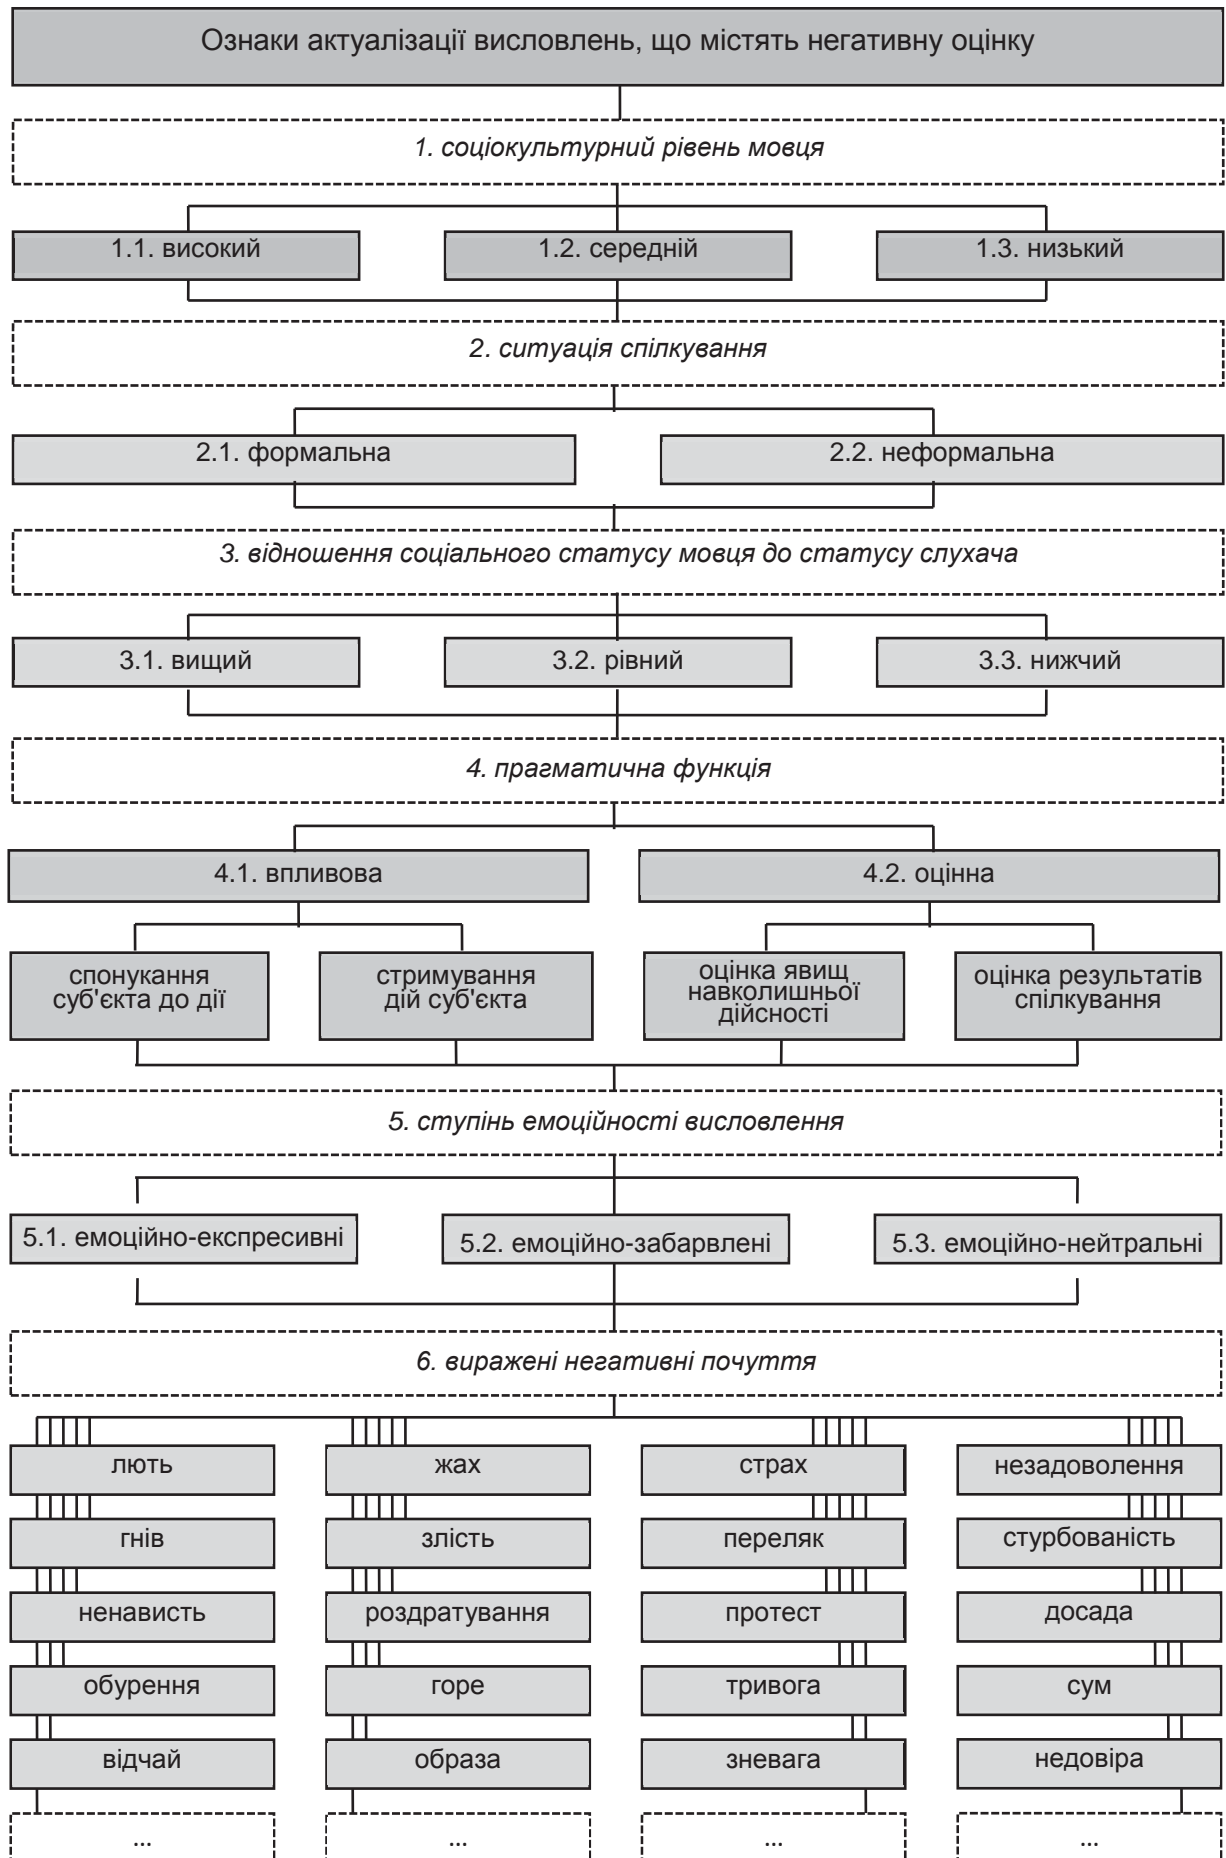 Ознаки актуалізації висловлень, що містять негативну оцінку
1. соціокультурний рівень мовця
1.1. високий
1.2. середній
1.3. низький
2. ситуація спілкування
2.1. формальна
2.2. неформальна
3. відношення соціального статусу мовця до статусу слухача
3.1. вищий
3.2. рівний
3.3. нижчий
4. прагматична функція
4.1. впливова
4.2. оцінна
спонукання
суб'єкта до дії
стримування
дій суб'єкта
оцінка явищ
навколишньої
дійсності
оцінка результатів
спілкування
5. ступінь емоційності висловлення
5.1. емоційно-експресивні
5.2. емоційно-забарвлені
5.3. емоційно-нейтральні
6. виражені негативні почуття
лють
жах
страх
незадоволення
гнів
злість
переляк
стурбованість
ненависть
роздратування
протест
досада
обурення
горе
тривога
сум
відчай
образа
зневага
недовіра
...
...
...
...